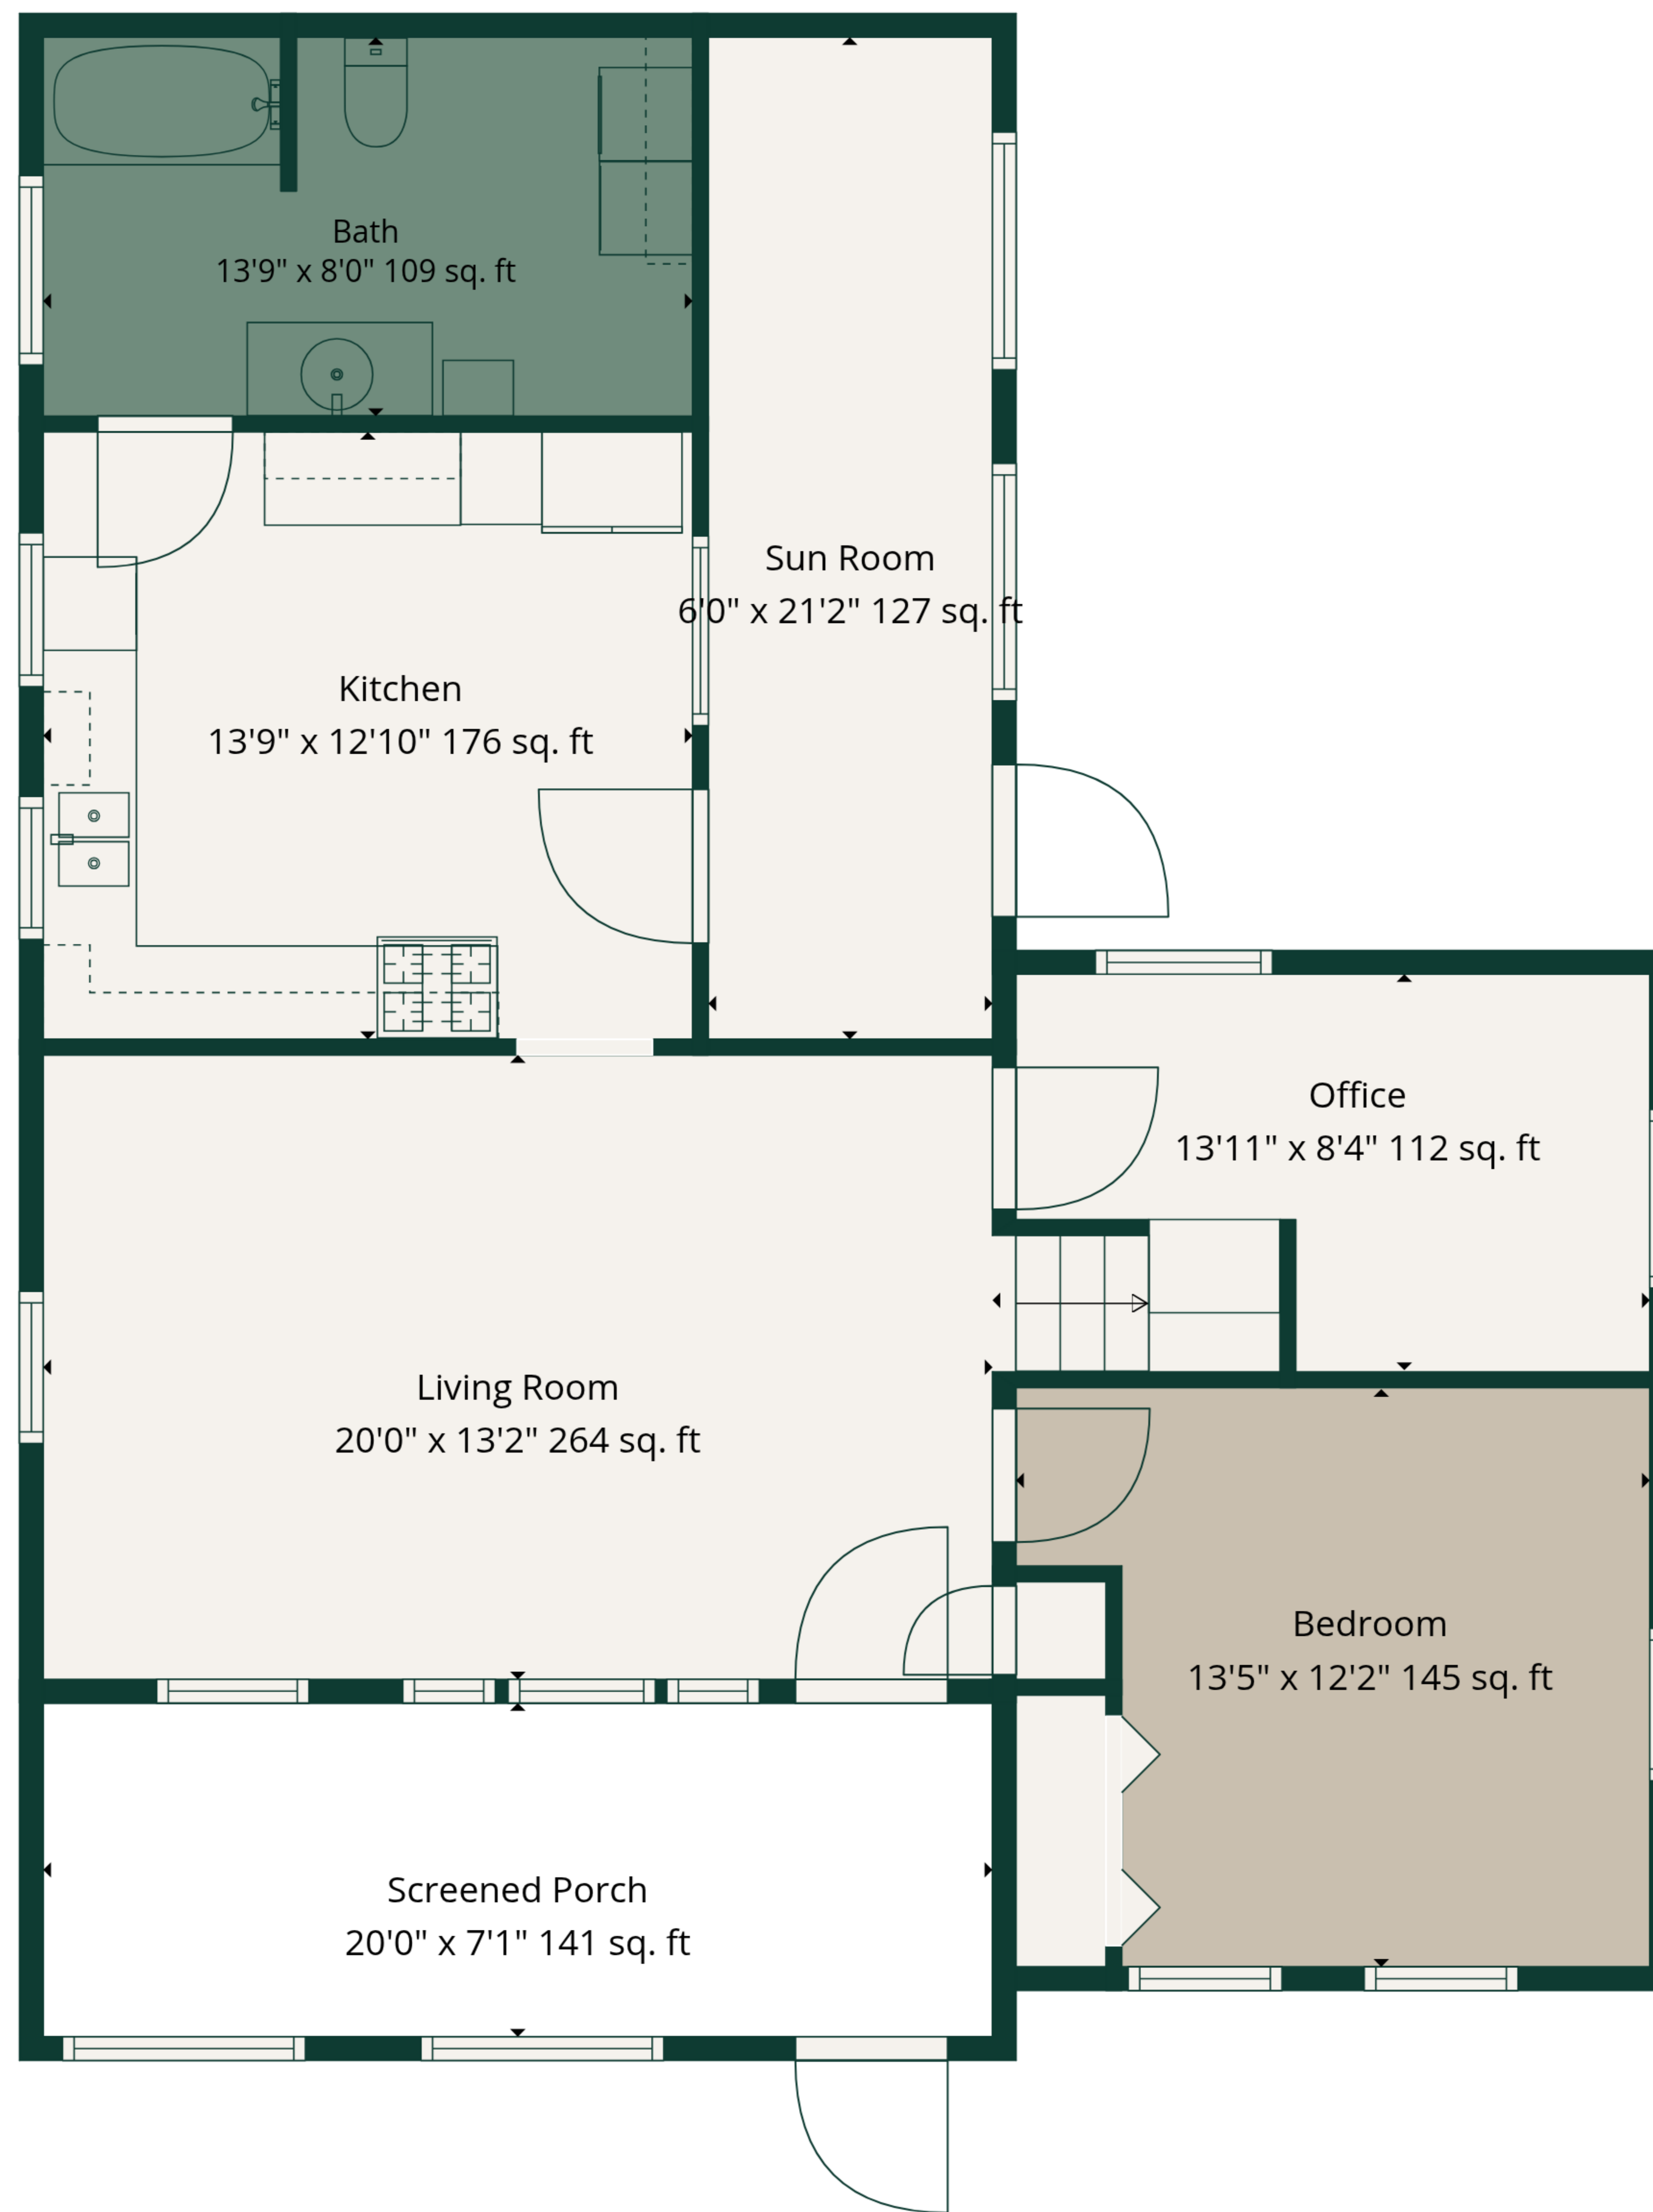 Bath
13'9" x 8'0" 109 sq. ft
Sun Room
6'0" x 21'2" 127 sq. ft
Kitchen
13'9" x 12'10" 176 sq. ft
Office
13'11" x 8'4" 112 sq. ft
Living Room
20'0" x 13'2" 264 sq. ft
Bedroom
13'5" x 12'2" 145 sq. ft
Screened Porch
20'0" x 7'1" 141 sq. ft